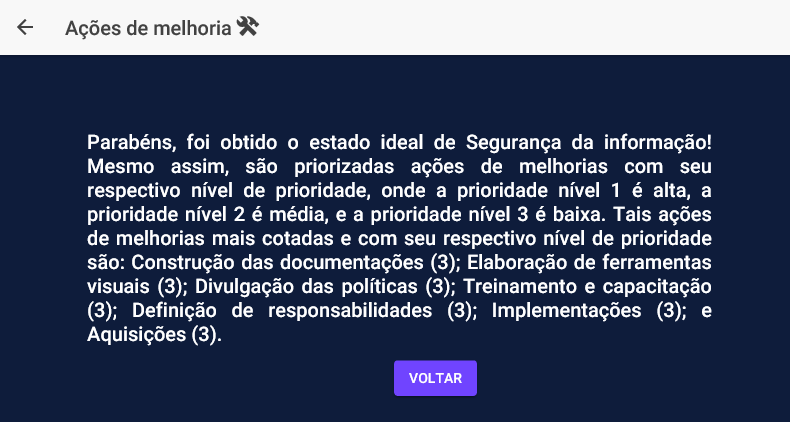 Ações de melhoria
Parabéns, foi obtido o estado ideal de Segurança da informação!
Mesmo assim, são priorizadas ações de melhorias com seu
respectivo nível de prioridade, onde a prioridade nível 1 é alta, a
prioridade nível 2 é média, e a prioridade nível 3 é baixa. Tais ações
de melhorias mais cotadas e com seu respectivo nível de prioridade
são: Construção das documentações (3); Elaboração de ferramentas
visuais (3); Divulgação das políticas (3); Treinamento e capacitação
(3); Definição de responsabilidades (3); Implementações (3); e
Aquisições (3).
VOLTAR